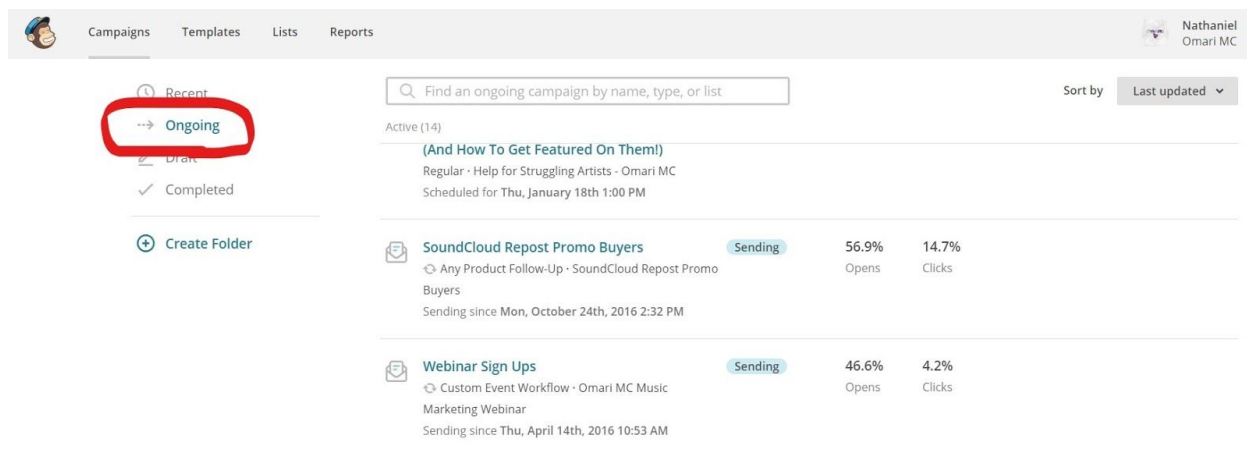 Campaigns Templates Lists Reports
Nathaniel
Omari MC
Recent
Ongoing
Draft
Completed
Create Folder
Find an ongoing campaign by name, type, or list
Sort by Last updated
Active (14)
(And How To Get Featured On Them!)
Regular · Help for Struggling Artists - Omari MC
Scheduled for Thu, January 18th 1:00 PM
SoundCloud Repost Promo Buyers Sending 56.9% 14.7%
Any Product Follow-Up · SoundCloud Repost Promo Opens Clicks
Buyers
Sending since Mon, October 24th, 2016 2:32 PM
Webinar Sign Ups Sending 46.6% 4.2%
Custom Event Workflow · Omari MC Music Opens Clicks
Marketing Webinar
Sending since Thu, April 14th, 2016 10:53 AM